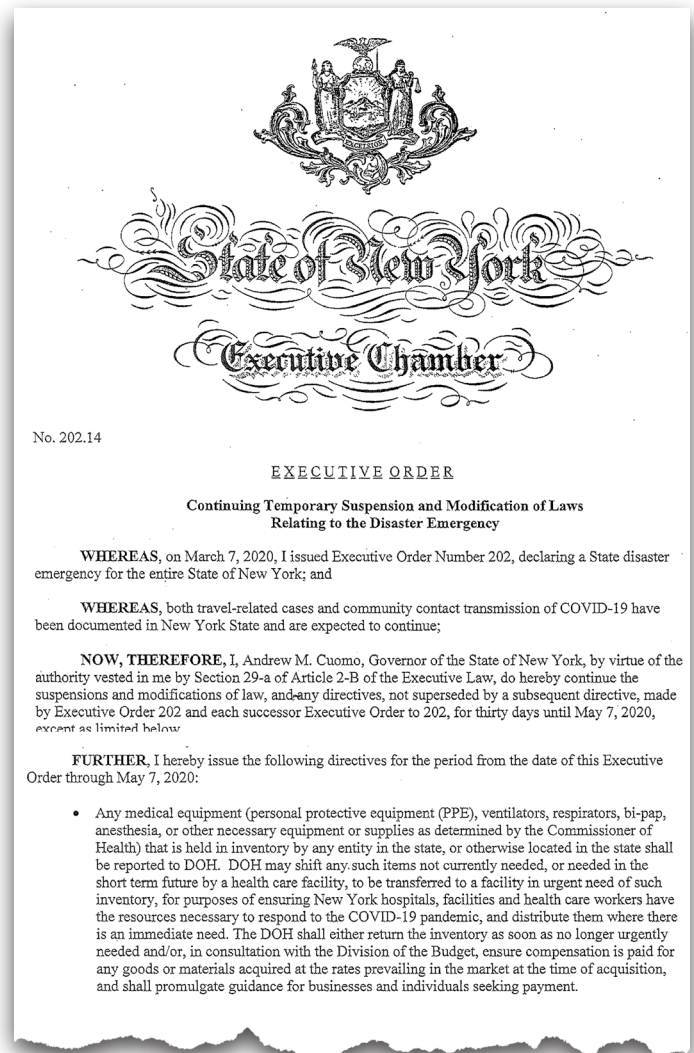 EXCELSIOR
State of New York
Executive Chamber
No. 202.14
EXECUTIVE ORDER
Continuing Temporary Suspension and Modification of Laws
Relating to the Disaster Emergency
WHEREAS, on March 7, 2020, I issued Executive Order Number 202, declaring a State disaster
emergency for the entire State of New York; and
WHEREAS, both travel-related cases and community contact transmission of COVID-19 have
been documented in New York State and are expected to continue;
NOW, THEREFORE, I, Andrew M. Cuomo, Governor of the State of New York, by virtue of the
authority vested in me by Section 29-a of Article 2-B of the Executive Law, do hereby continue the
suspensions and modifications of law, and any directives, not superseded by a subsequent directive, made
by Executive Order 202 and each successor Executive Order to 202, for thirty days until May 7, 2020,
except as limited below
FURTHER, I hereby issue the following directives for the period from the date of this Executive
Order through May 7, 2020:
• Any medical equipment (personal protective equipment (PPE), ventilators, respirators, bi-pap,
anesthesia, or other necessary equipment or supplies as determined by the Commissioner of
Health) that is held in inventory by any entity in the state, or otherwise located in the state shall
be reported to DOH. DOH may shift any such items not currently needed, or needed in the
short term future by a health care facility, to be transferred to a facility in urgent need of such
inventory, for purposes of ensuring New York hospitals, facilities and health care workers have
the resources necessary to respond to the COVID-19 pandemic, and distribute them where there
is an immediate need. The DOH shall either return the inventory as soon as no longer urgently
needed and/or, in consultation with the Division of the Budget, ensure compensation is paid for
any goods or materials acquired at the rates prevailing in the market at the time of acquisition,
and shall promulgate guidance for businesses and individuals seeking payment.